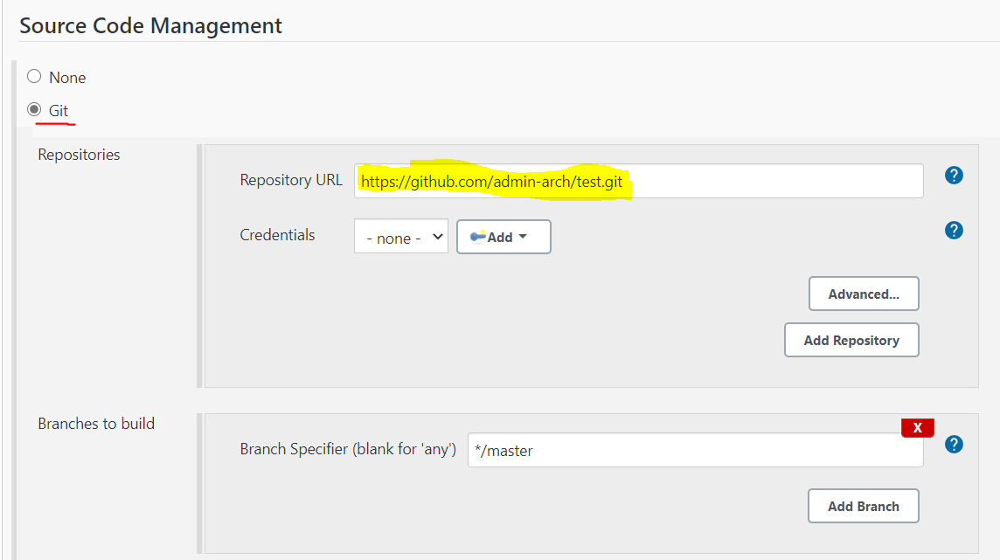 Source Code Management
None
Git
Repositories
Repository URL https://github.com/admin-arch/test.git ?
Credentials - none - Add ?
Advanced...
Add Repository
Branches to build
X
Branch Specifier (blank for 'any') */master ?
Add Branch